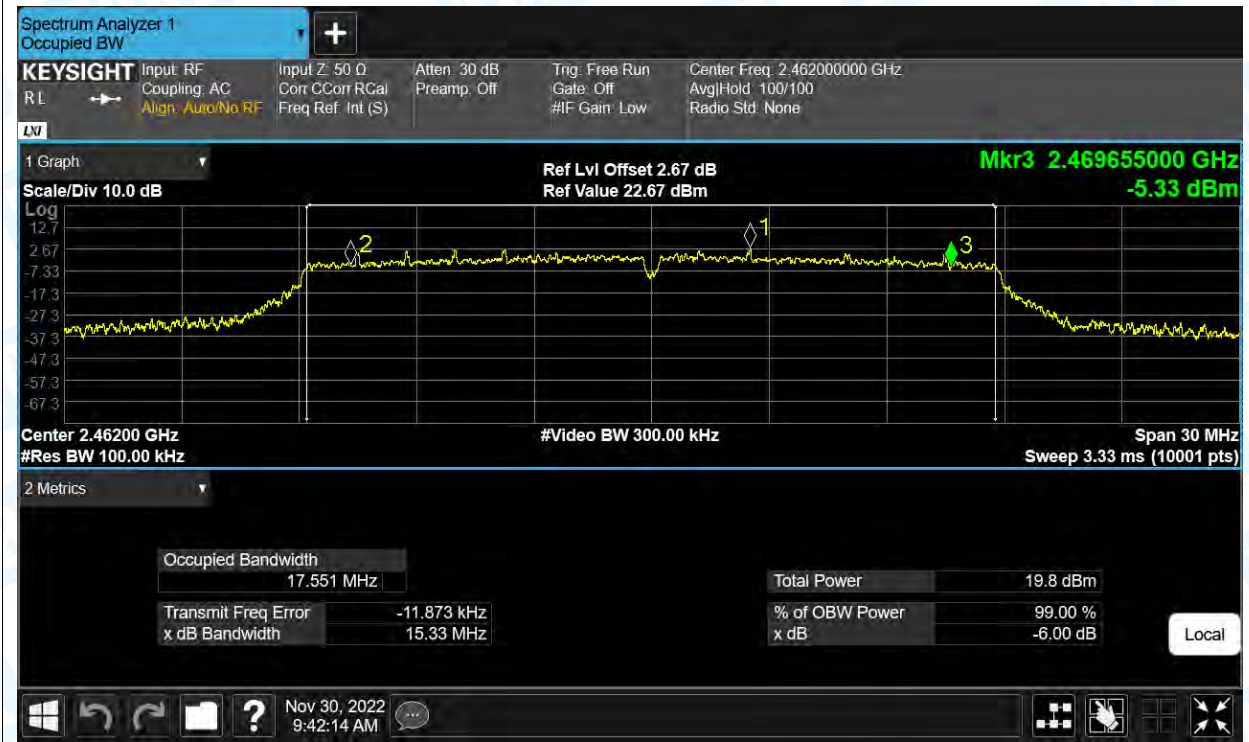 Spectrum Analyzer 1
Occupied BW
KEYSIGHT
R L
LXI
Input: RF
Coupling: AC
Align: Auto/No RF
Input Z: 50 Ω
Corr CCorr RCal
Freq Ref: Int (S)
Atten: 30 dB
Preamp: Off
Trig: Free Run
Gate: Off
#IF Gain: Low
Center Freq: 2.462000000 GHz
Avg|Hold: 100/100
Radio Std: None
1 Graph
Scale/Div 10.0 dB
Ref Lvl Offset 2.67 dB
Ref Value 22.67 dBm
Mkr3 2.469655000 GHz
-5.33 dBm
Log
12.7
2.67
-7.33
-17.3
-27.3
-37.3
-47.3
-57.3
-67.3
2
1
3
Center 2.46200 GHz
#Video BW 300.00 kHz
Span 30 MHz
#Res BW 100.00 kHz
Sweep 3.33 ms (10001 pts)
2 Metrics
Occupied Bandwidth
17.551 MHz
Transmit Freq Error -11.873 kHz
x dB Bandwidth 15.33 MHz
Total Power 19.8 dBm
% of OBW Power 99.00 %
x dB -6.00 dB
Local
Nov 30, 2022
9:42:14 AM